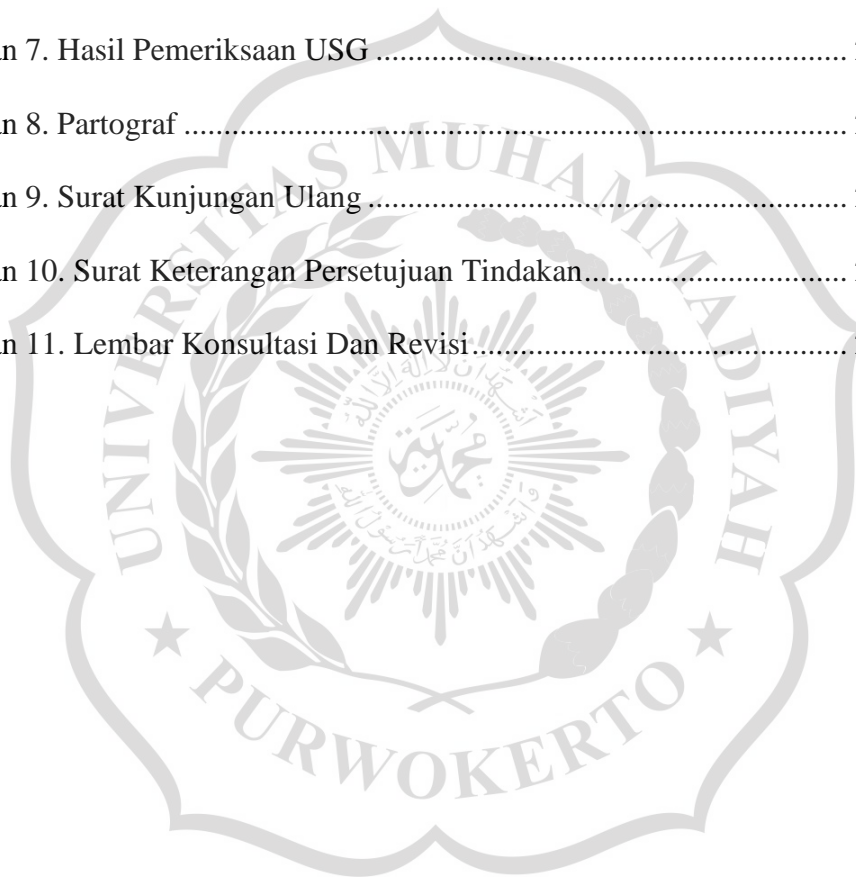 an 7. Hasil Pemeriksaan USG ............................................................
an 8. Partograf .....................................................................................
an 9. Surat Kunjungan Ulang .............................................................
an 10. Surat Keterangan Persetujuan Tindakan.................................
an 11. Lembar Konsultasi Dan Revisi ...............................................
UNIVERSITAS MUHAMMADIYAH
PURWOKERTO